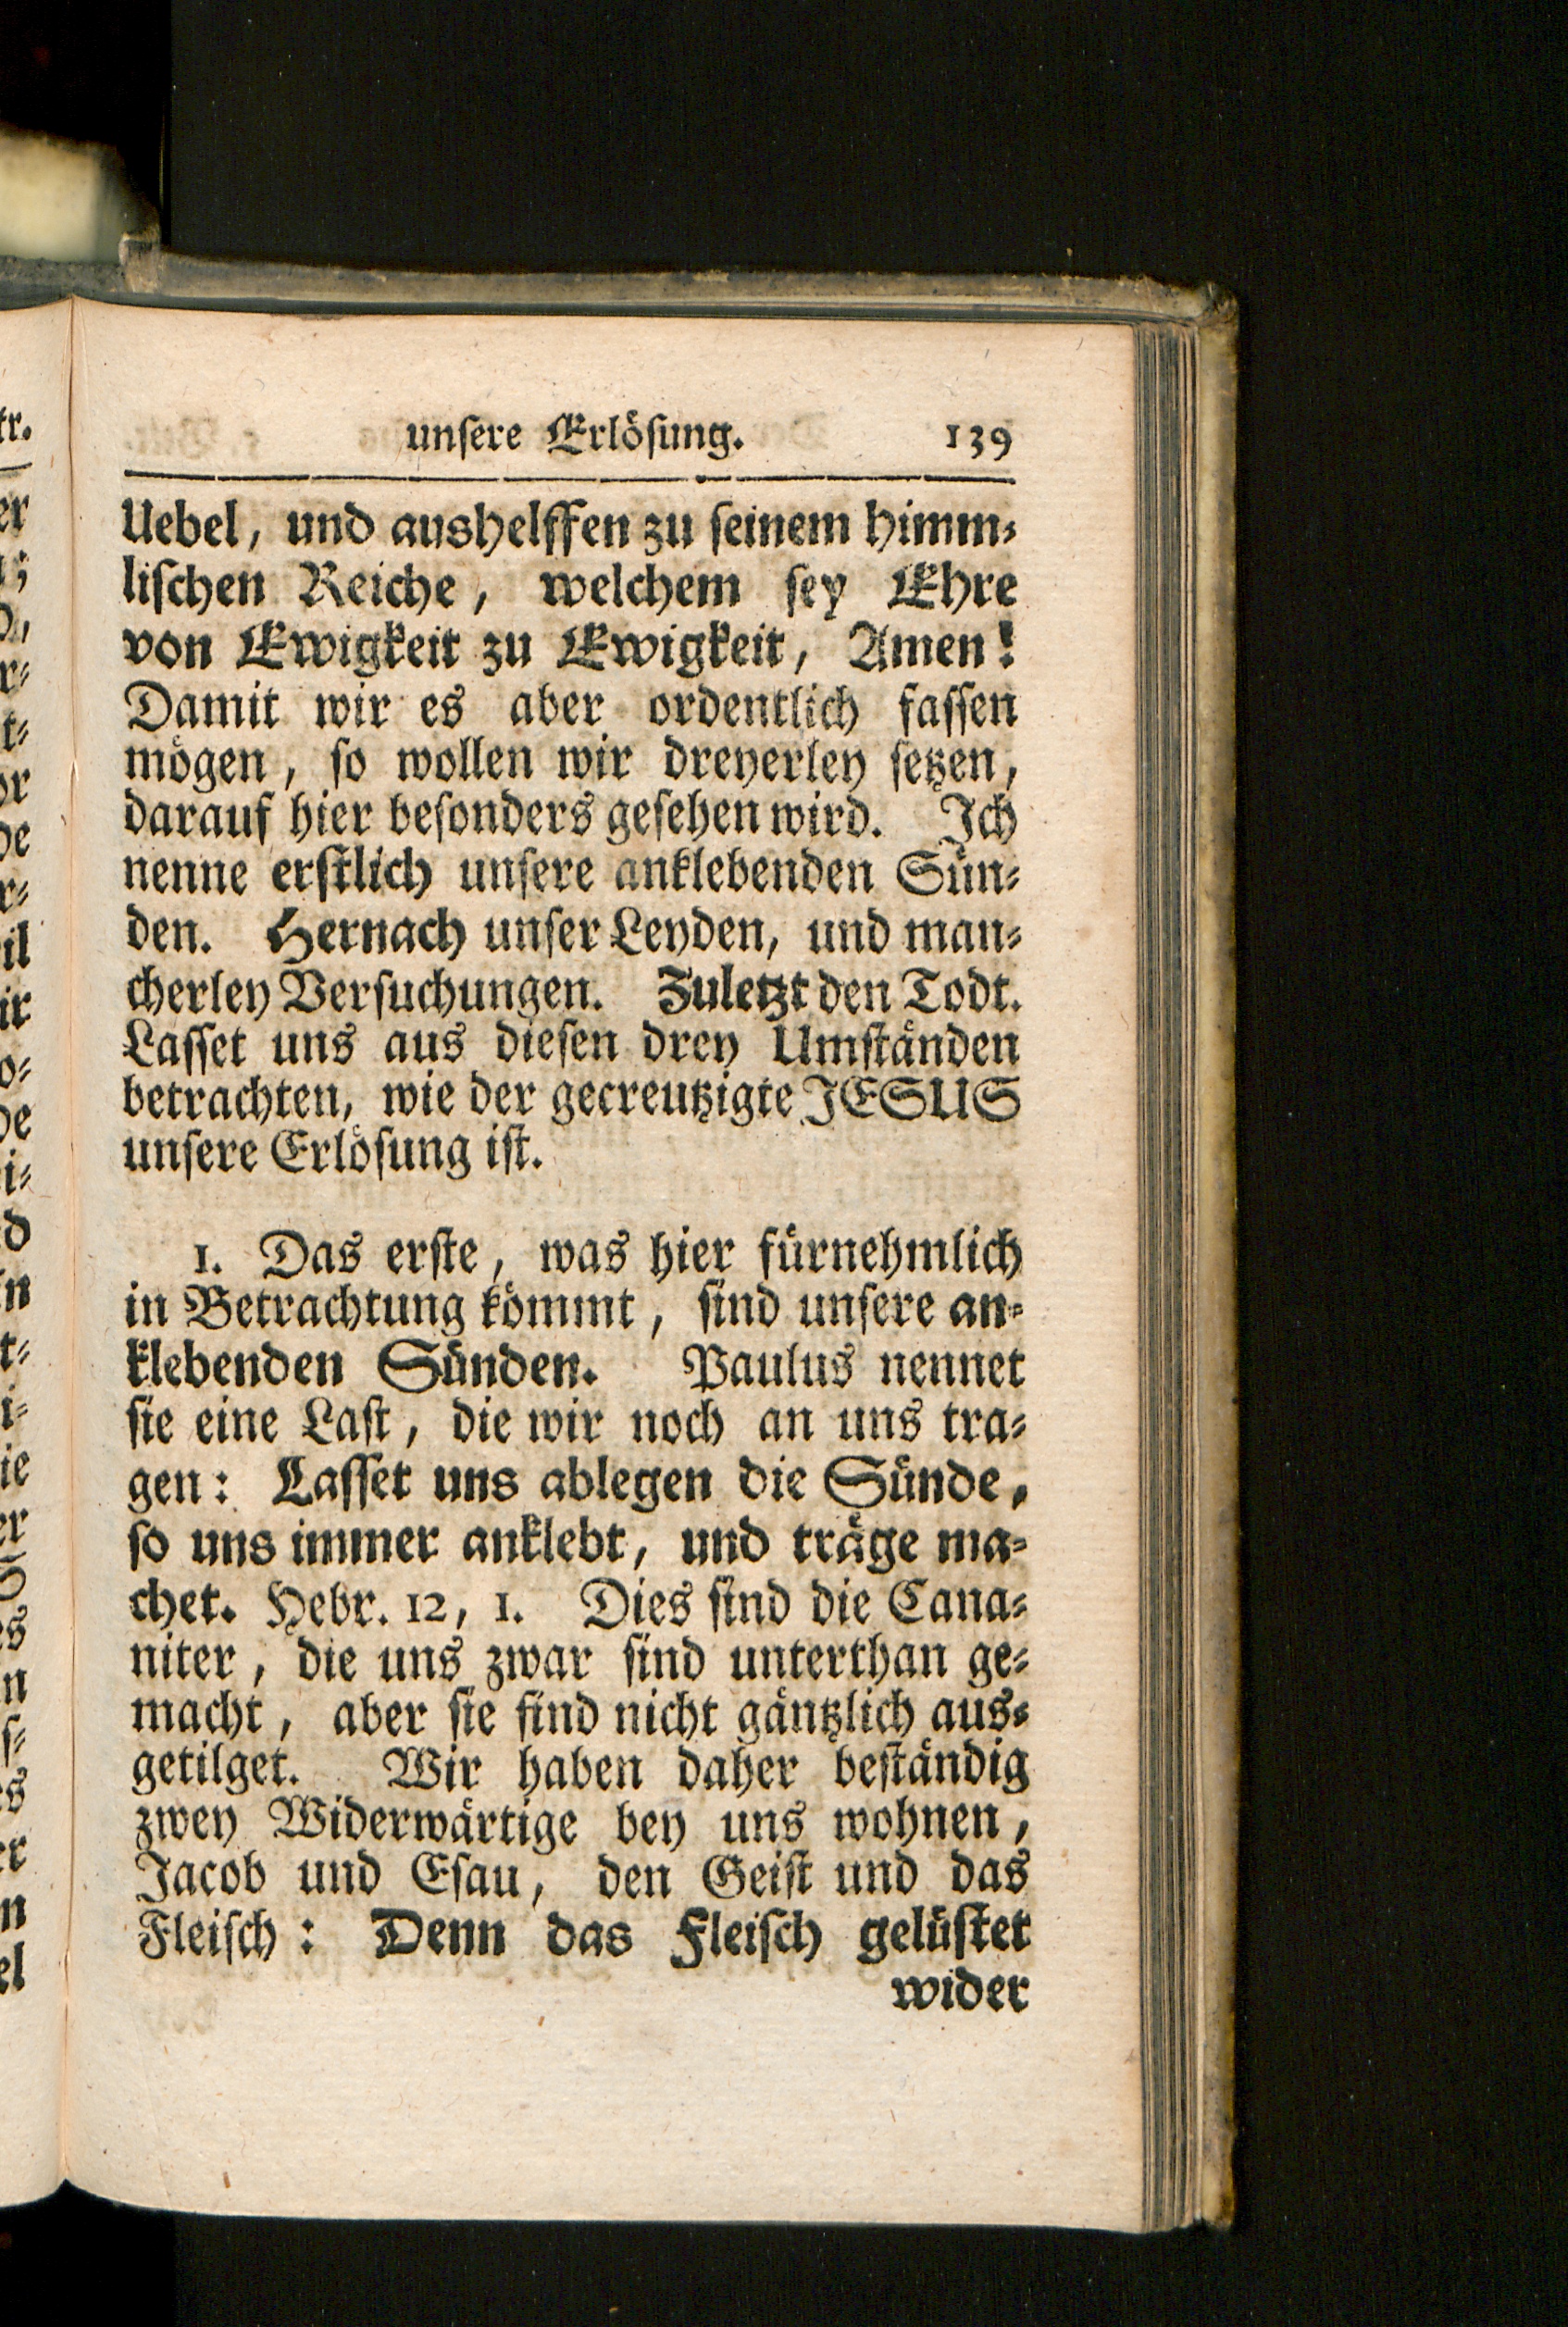 unsere Erlösung. 139
Uebel, und aushelffen zu seinem himm-
lischen Reiche, welchem sey Ehre
von Ewigkeit zu Ewigkeit, Amen!
Damit wir es aber ordentlich fassen
mögen, so wollen wir dreyerley setzen,
darauf hier besonders gesehen wird. Ich
nenne erstlich unsere anklebenden Sün-
den. Hernach unser Leyden, und man-
cherley Versuchungen. Zuletzt den Todt.
Lasset uns aus diesen drey Umständen
betrachten, wie der gecreutzigte JESUS
unsere Erlösung ist.
1. Das erste, was hier fürnehmlich
in Betrachtung kömmt, sind unsere an-
klebenden Sünden. Paulus nennet
sie eine Last, die wir noch an uns tra-
gen: Lasset uns ablegen die Sünde,
so uns immer anklebt, und träge ma-
chet. Hebr. 12, 1. Dies sind die Cana-
niter, die uns zwar sind unterthan ge-
macht, aber sie sind nicht gäntzlich aus-
getilget. Wir haben daher beständig
zwey Widerwärtige bey uns wohnen,
Jacob und Esau, den Geist und das
Fleisch: Denn das Fleisch gelüstet
wider